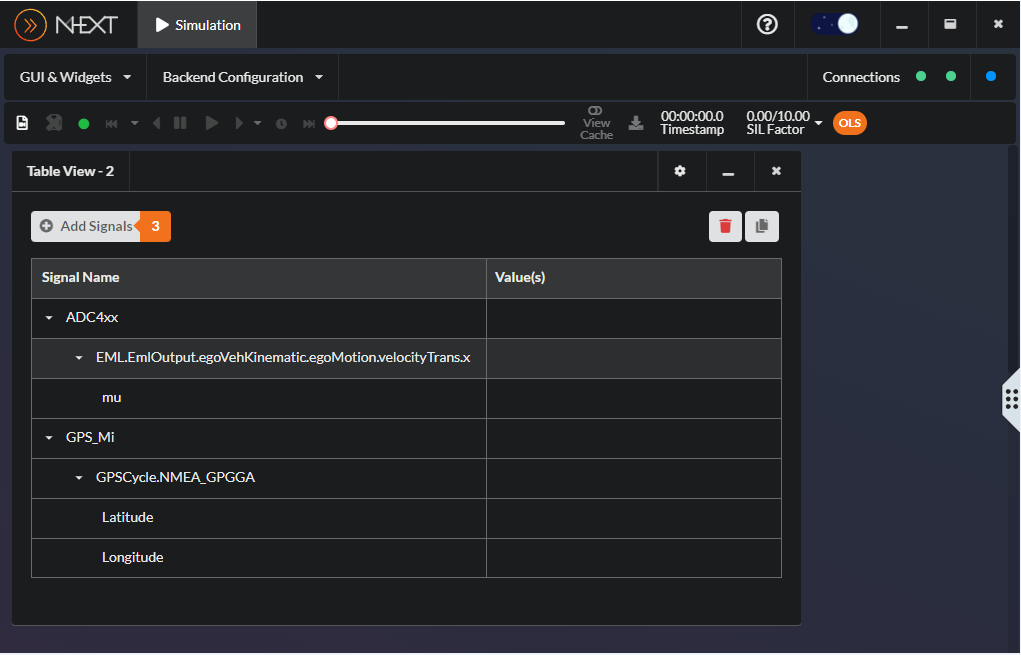 NEXT
Simulation
GUI & Widgets
Backend Configuration
Connections
View
Cache
00:00:00.0
Timestamp
0.00/10.00
SIL Factor
OLS
Table View - 2
Add Signals
3
Signal Name
Value(s)
ADC4xx
EML.EmlOutput.egoVehKinematic.egoMotion.velocityTrans.x
mu
GPS_Mi
GPSCycle.NMEA_GPGGA
Latitude
Longitude